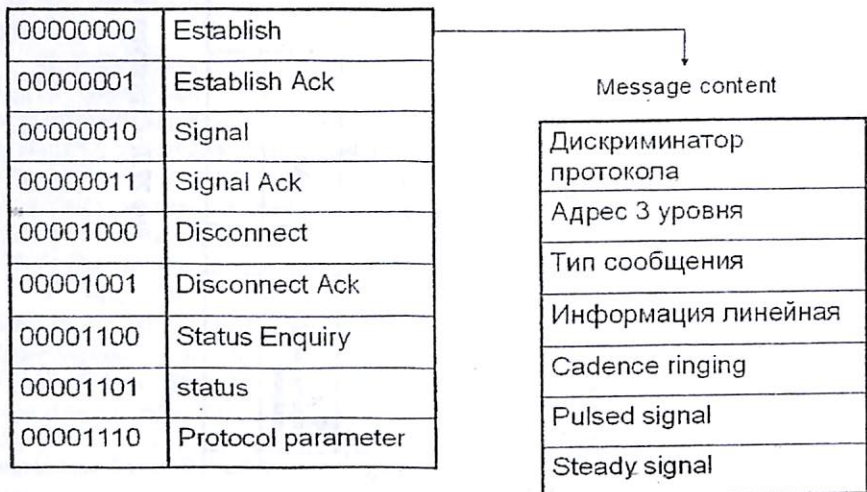 00000000 Establish
00000001 Establish Ack
00000010 Signal
00000011 Signal Ack
00001000 Disconnect
00001001 Disconnect Ack
00001100 Status Enquiry
00001101 status
00001110 Protocol parameter
Message content
Дискриминатор
протокола
Адрес 3 уровня
Тип сообщения
Информация линейная
Cadence ringing
Pulsed signal
Steady signal